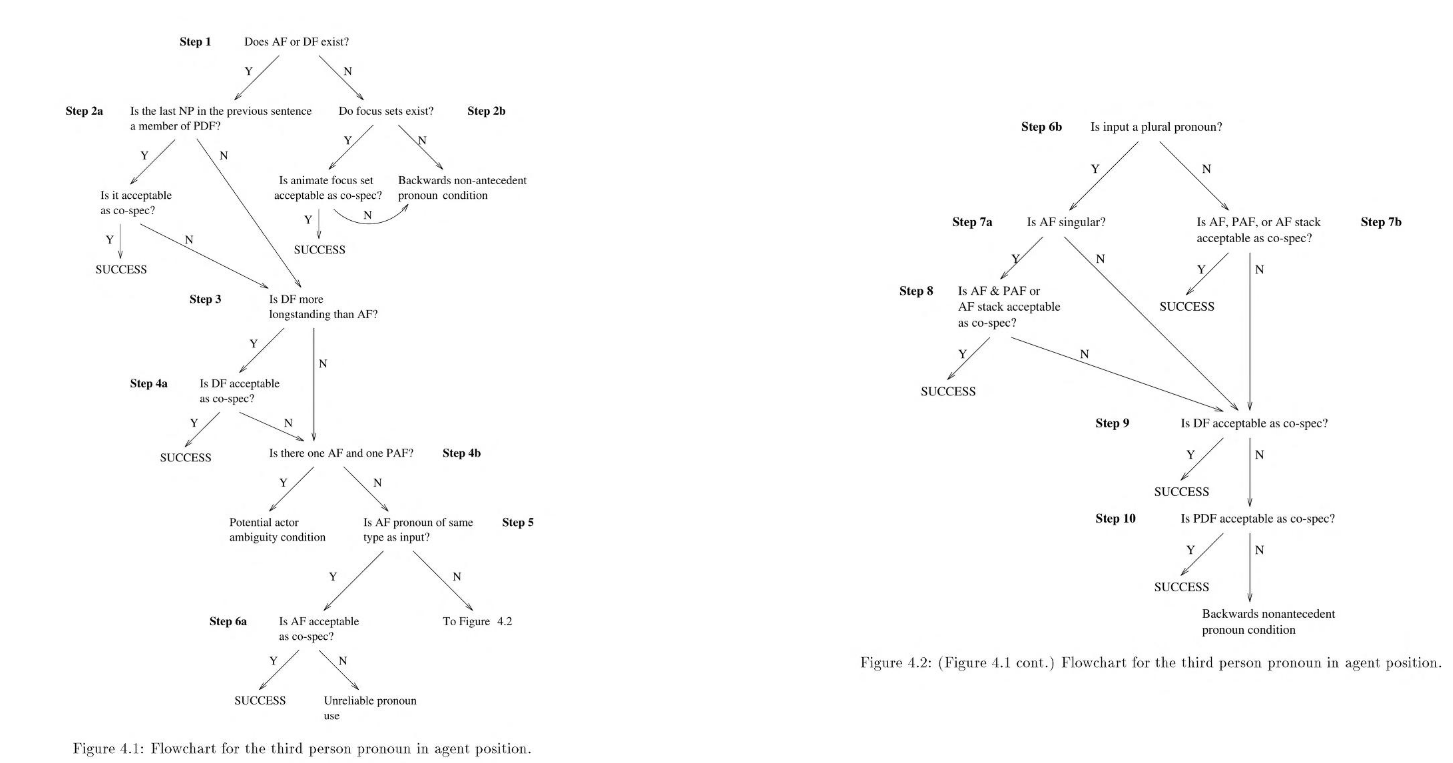 Step 1 Does AF or DF exist?
Y N
Step 2a Is the last NP in the previous sentence Do focus sets exist? Step 2b
a member of PDF?
Y N Y N
Is it acceptable Is animate focus set Backwards non-antecedent
as co-spec? acceptable as co-spec? pronoun condition
Y N Y N
SUCCESS
SUCCESS
Step 3 Is DF more
longstanding than AF?
Y
N
Step 4a Is DF acceptable
as co-spec?
Y N
SUCCESS
Is there one AF and one PAF? Step 4b
Y N
Potential actor Is AF pronoun of same Step 5
ambiguity condition type as input?
Y N
Step 6a Is AF acceptable To Figure 4.2
as co-spec?
Y N
SUCCESS Unreliable pronoun
use
Figure 4.1: Flowchart for the third person pronoun in agent position.
Step 6b Is input a plural pronoun?
Y N
Step 7a Is AF singular? Is AF, PAF, or AF stack Step 7b
acceptable as co-spec?
Y N Y N
Step 8 Is AF & PAF or
AF stack acceptable SUCCESS
as co-spec?
Y N
SUCCESS
Step 9 Is DF acceptable as co-spec?
Y N
SUCCESS
Step 10 Is PDF acceptable as co-spec?
Y N
SUCCESS
Backwards nonantecedent
pronoun condition
Figure 4.2: (Figure 4.1 cont.) Flowchart for the third person pronoun in agent position.